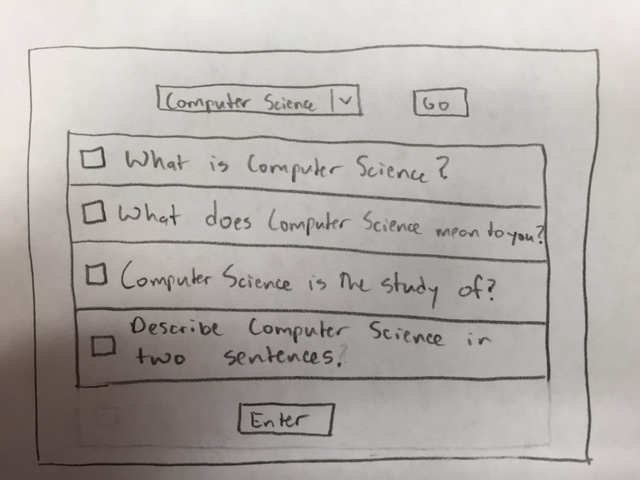 Computer Science
Go
What is Computer Science?
What does Computer Science mean to you?
Computer Science is the study of?
Describe Computer Science in
two sentences.
Enter